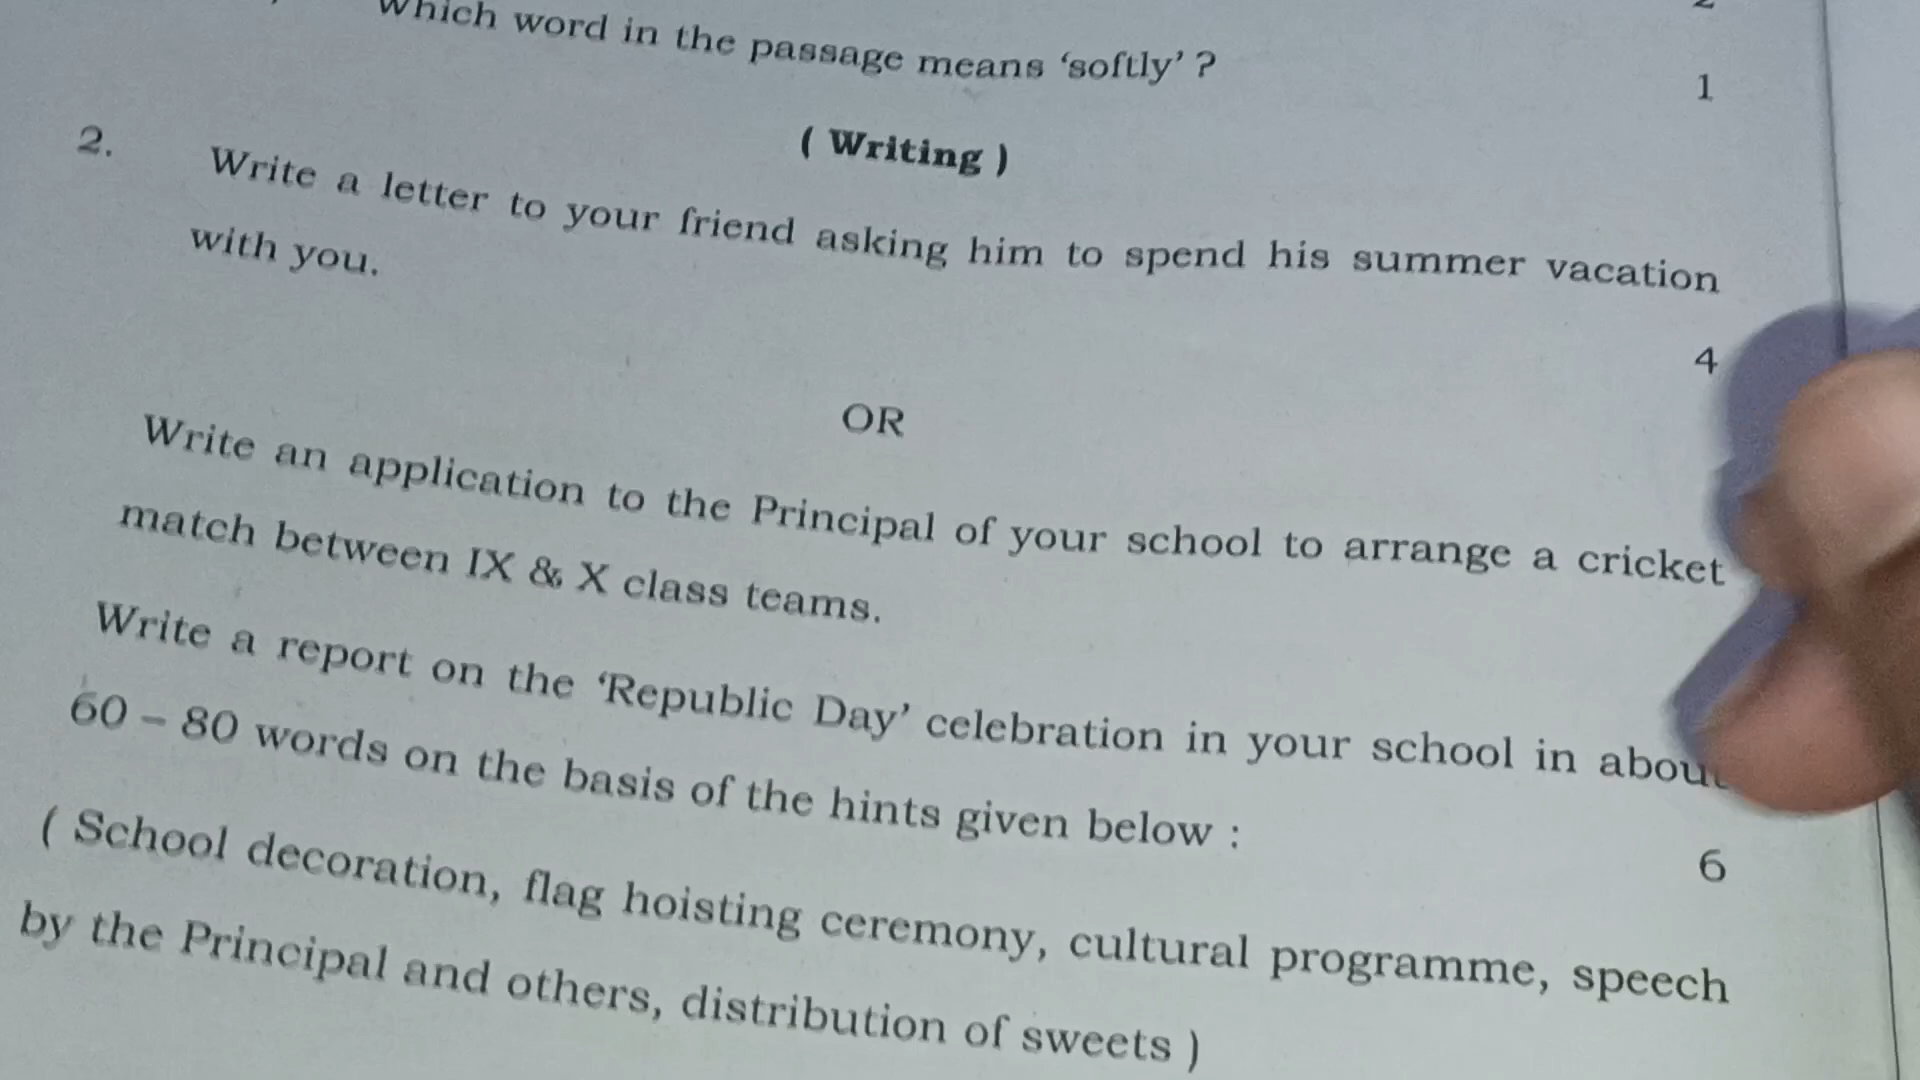 Which word in the passage means ‘softly’ ?
1
( Writing )
2. Write a letter to your friend asking him to spend his summer vacation
with you.
4
OR
Write an application to the Principal of your school to arrange a cricket
match between IX & X class teams.
Write a report on the ‘Republic Day’ celebration in your school in about
60 – 80 words on the basis of the hints given below :
6
( School decoration, flag hoisting ceremony, cultural programme, speech
by the Principal and others, distribution of sweets )